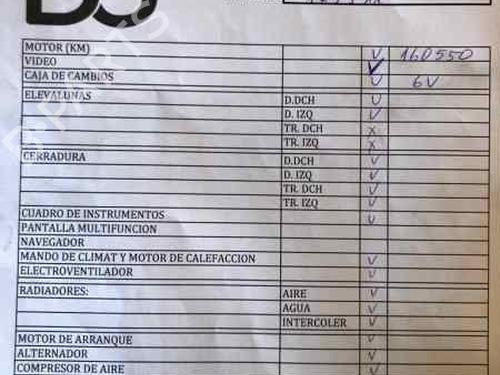 MOTOR (KM) V 160550
VIDEO V
CAJA DE CAMBIOS V 6V
ELEVALUNAS D.DCH V
D. IZQ V
TR. DCH X
TR. IZQ X
CERRADURA D.DCH V
D. IZQ V
TR. DCH V
TR. IZQ V
CUADRO DE INSTRUMENTOS V
PANTALLA MULTIFUNCION
NAVEGADOR
MANDO DE CLIMAT Y MOTOR DE CALEFACCION V
ELECTROVENTILADOR V
RADIADORES: AIRE V
AGUA V
INTERCOLER V
MOTOR DE ARRANQUE V
ALTERNADOR V
COMPRESOR DE AIRE V